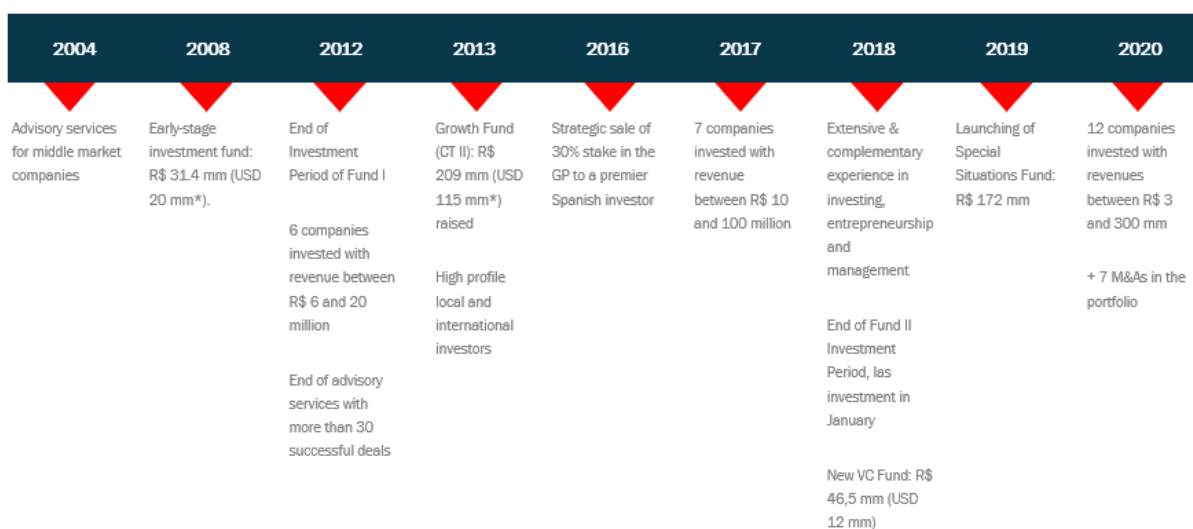 2004
2008
2012
2013
2016
2017
2018
2019
2020
Advisory services
for middle market
companies
Early-stage
investment fund:
R$ 31.4 mm (USD
20 mm*).
End of
Investment
Period of Fund I
6 companies
invested with
revenue between
R$ 6 and 20
million
End of advisory
services with
more than 30
successful deals
Growth Fund
(CT II): R$
209 mm (USD
115 mm*)
raised
High profile
local and
international
investors
Strategic sale of
30% stake in the
GP to a premier
Spanish investor
7 companies
invested with
revenue
between R$ 10
and 100 million
Extensive &
complementary
experience in
investing,
entrepreneurship
and
management
End of Fund II
Investment
Period, las
investment in
January
New VC Fund: R$
46,5 mm (USD
12 mm)
Launching of
Special
Situations Fund:
R$ 172 mm
12 companies
invested with
revenues
between R$ 3
and 300 mm
+ 7 M&As in the
portfolio